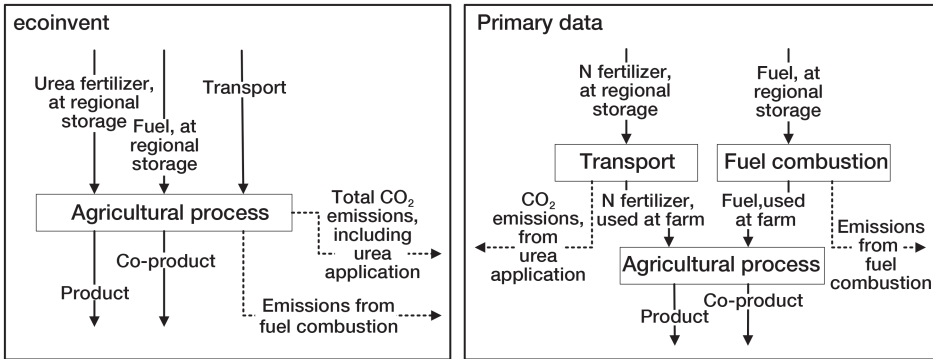 ecoinvent
Urea fertilizer,
at regional
storage
Fuel, at
regional
storage
Transport
Agricultural process
Total CO₂
emissions,
including
urea
application
Co-product
Product
Emissions from
fuel combustion
Primary data
N fertilizer,
at regional
storage
Fuel, at
regional
storage
Transport
Fuel combustion
CO₂
emissions,
from
urea
application
N fertilizer,
used at farm
Fuel,used
at farm
Emissions
from
fuel
combustion
Agricultural process
Co-product
Product